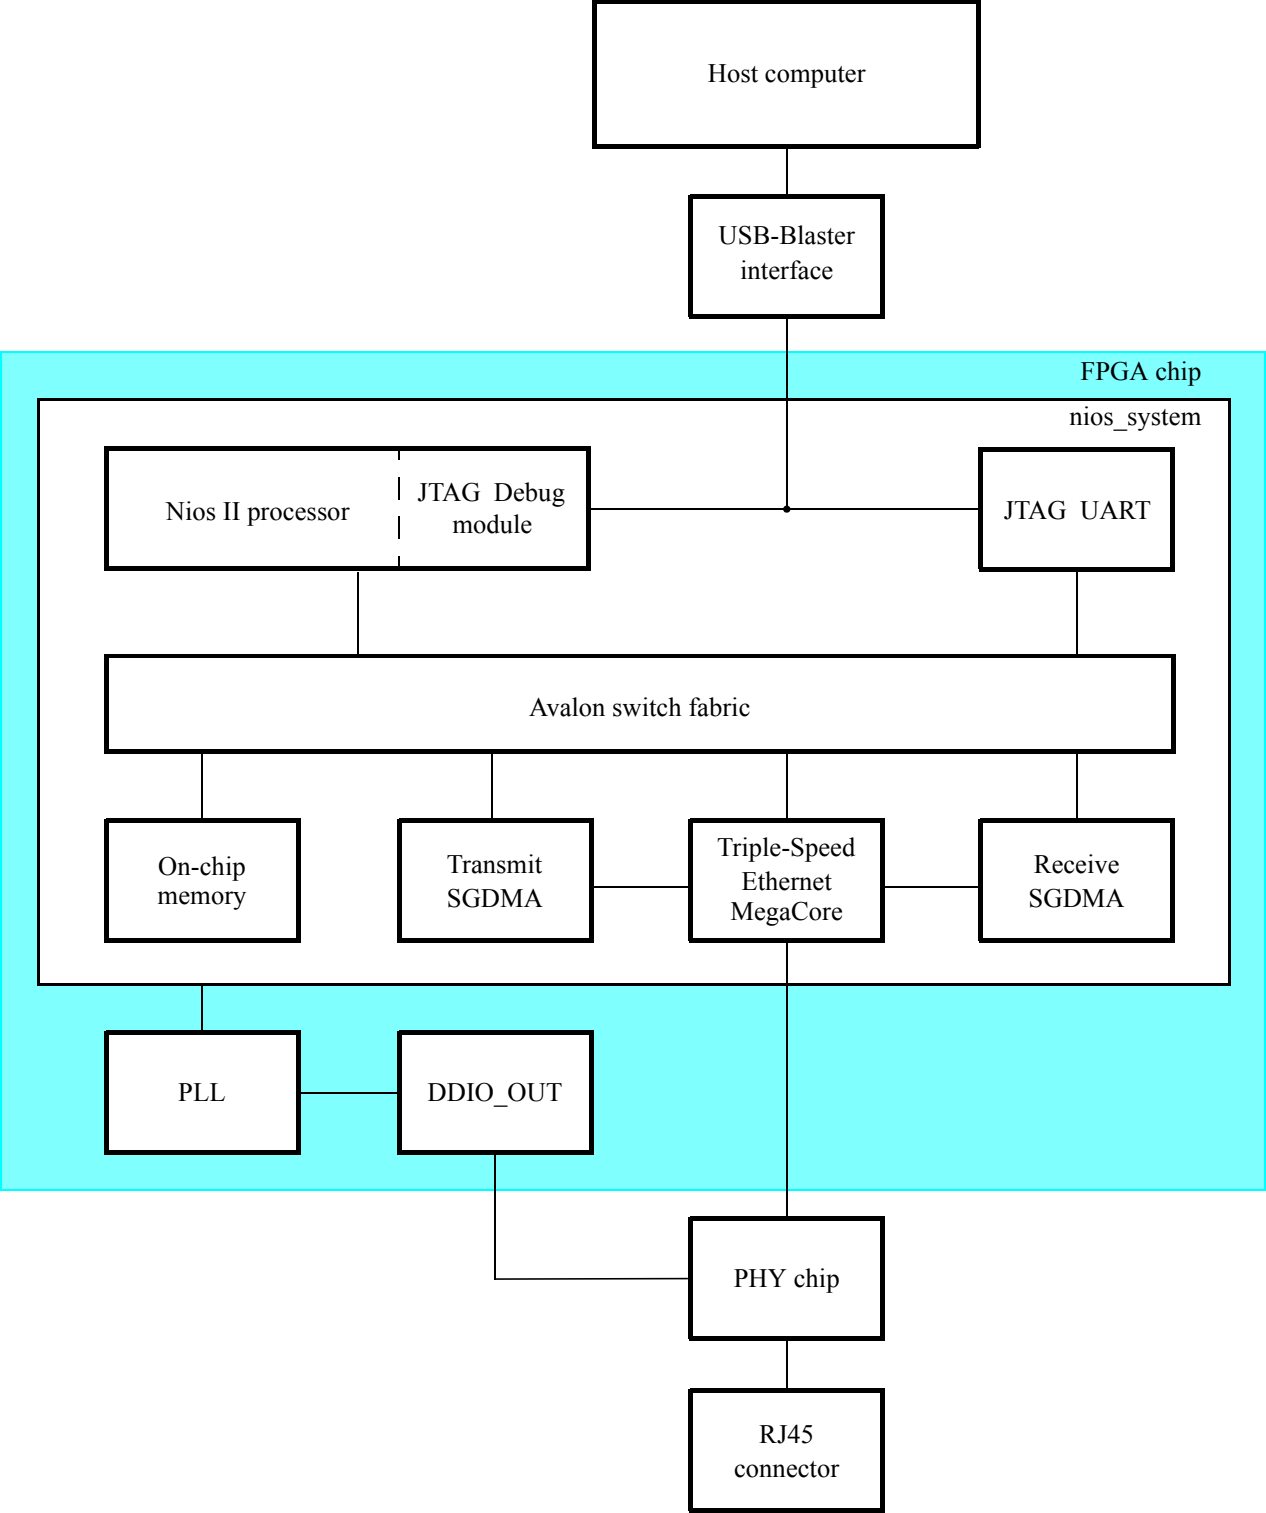 Host computer
USB-Blaster
interface
FPGA chip
nios_system
Nios II processor
JTAG Debug
module
JTAG UART
Avalon switch fabric
On-chip
memory
Transmit
SGDMA
Triple-Speed
Ethernet
MegaCore
Receive
SGDMA
PLL
DDIO_OUT
PHY chip
RJ45
connector